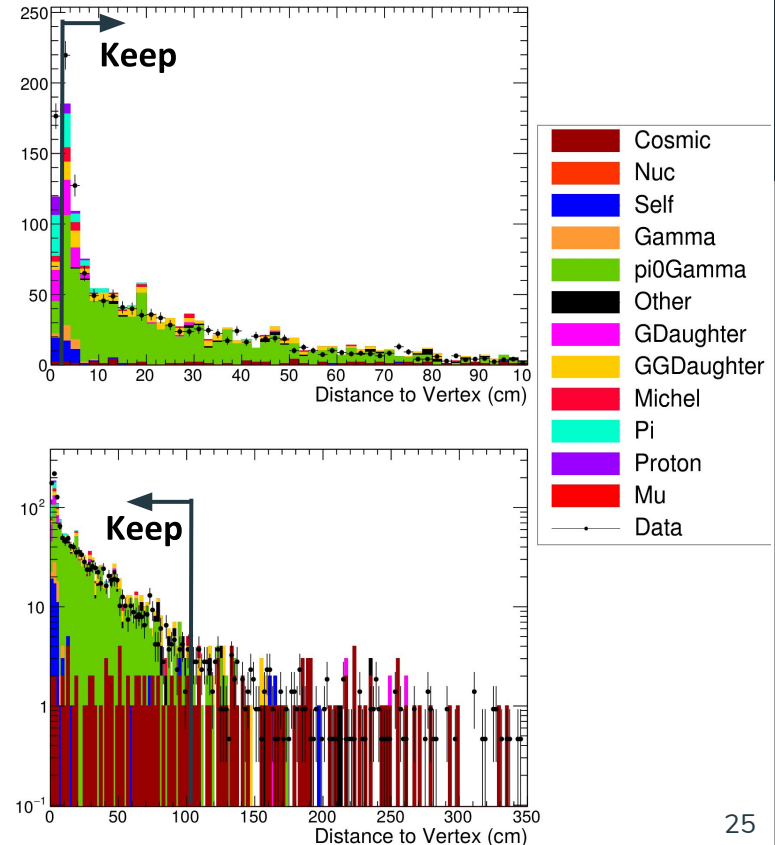 250
200
150
100
50
0
Keep
0 10 20 30 40 50 60 70 80 90 10
Distance to Vertex (cm)
Cosmic
Nuc
Self
Gamma
pi0Gamma
Other
GDaughter
GGDaughter
Michel
Pi
Proton
Mu
Data
10²
10
1
10⁻¹
Keep
0 50 100 150 200 250 300 350
Distance to Vertex (cm)
25